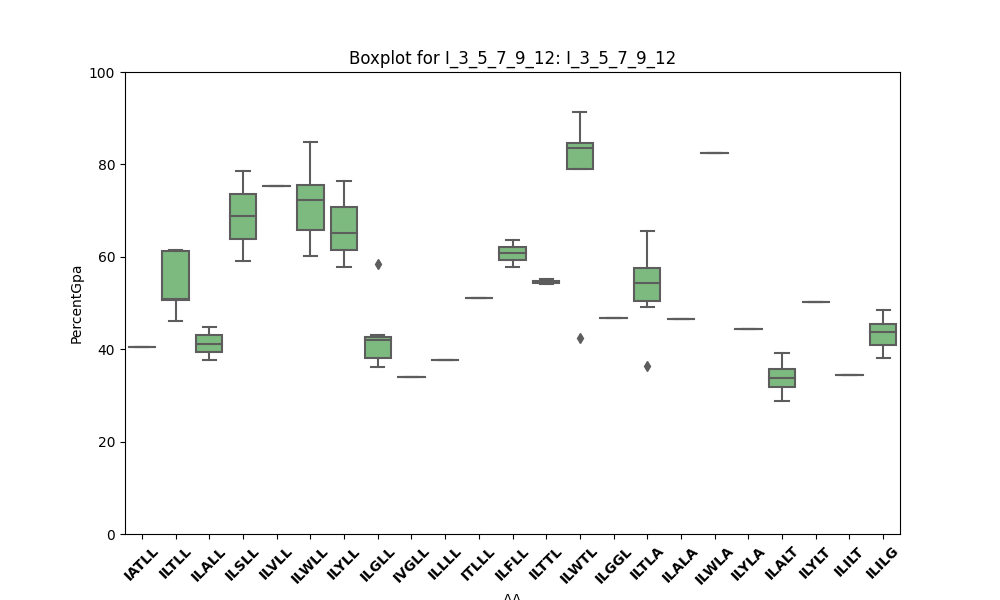 Boxplot for I_3_5_7_9_12: I_3_5_7_9_12
100
80
60
40
20
0
PercentGpa
IATLL
ILTLL
ILALL
ILSLL
ILVLL
ILWLL
ILYLL
ILGLL
IVGLL
ILLLL
ITLLL
ILFLL
ILTTL
ILWTL
ILGGL
ILTLA
ILALA
ILWLA
ILYLA
ILALT
ILYLT
ILILT
ILILG
AA